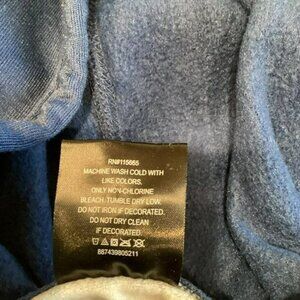 RN#115665
MACHINE WASH COLD WITH
LIKE COLORS.
ONLY NON-CHLORINE
BLEACH.TUMBLE DRY LOW.
DO NOT IRON IF DECORATED.
DO NOT DRY CLEAN
IF DECORATED.
887439805211